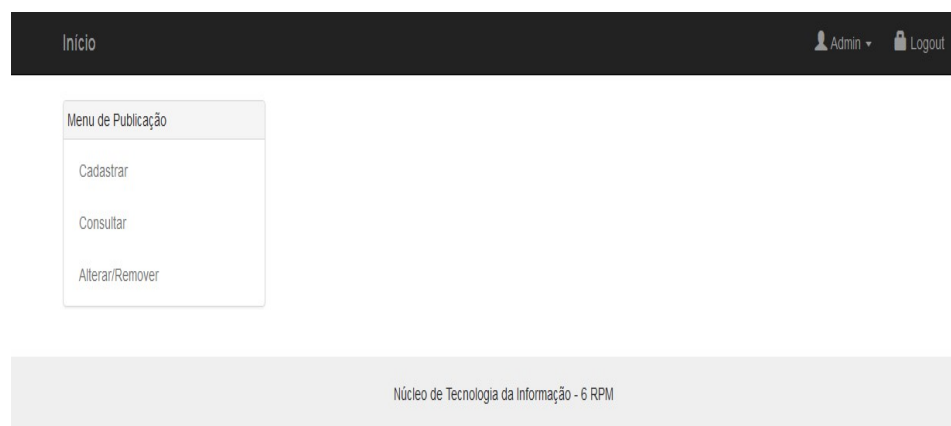 Início Admin Logout
Menu de Publicação
Cadastrar
Consultar
Alterar/Remover
Núcleo de Tecnologia da Informação - 6 RPM